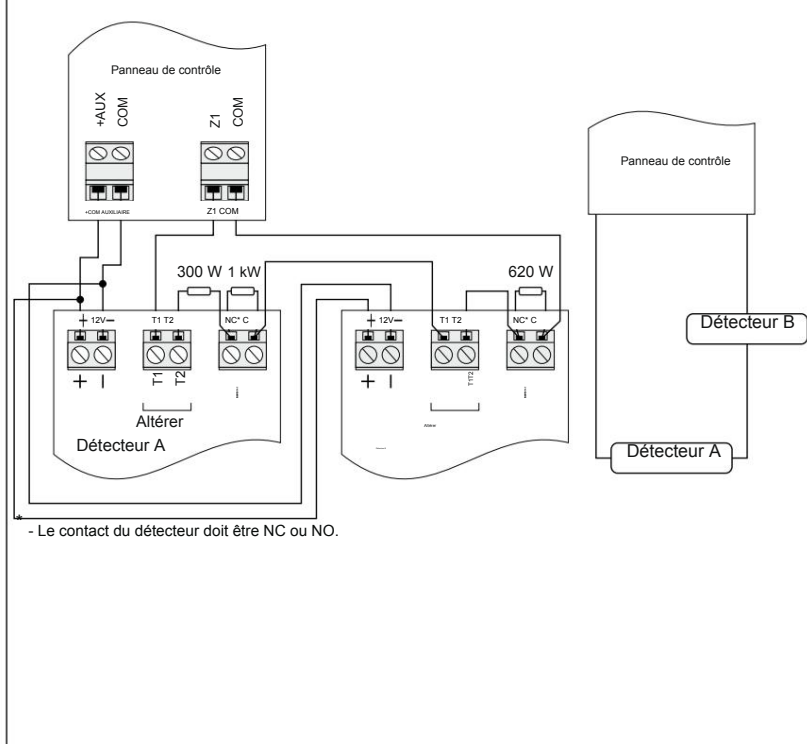 Panneau de contrôle
+AUX
COM
Z1
COM
+COM AUXILIAIRE
Z1 COM
Panneau de contrôle
300 W 1 kW
620 W
+ 12V –
T1 T2
NC* C
+ 12V –
T1 T2
NC* C
Détecteur B
+ –
T1
T2
+ –
T1T2
Altérer
Altérer
Détecteur A
Détecteur A
*
- Le contact du détecteur doit être NC ou NO.